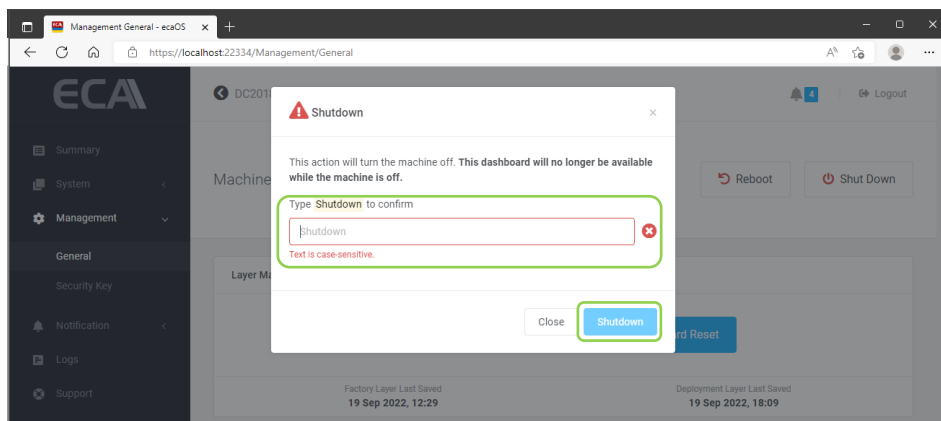 Management General - ecaOS
https://localhost:22334/Management/General
ECA
DC201
4
Logout
Shutdown
This action will turn the machine off. This dashboard will no longer be available
while the machine is off.
Type Shutdown to confirm
Shutdown
Text is case-sensitive.
Close
Shutdown
Summary
System
Management
General
Security Key
Notification
Logs
Support
Machine
Reboot
Shut Down
Layer Ma
rd Reset
Factory Layer Last Saved
19 Sep 2022, 12:29
Deployment Layer Last Saved
19 Sep 2022, 18:09